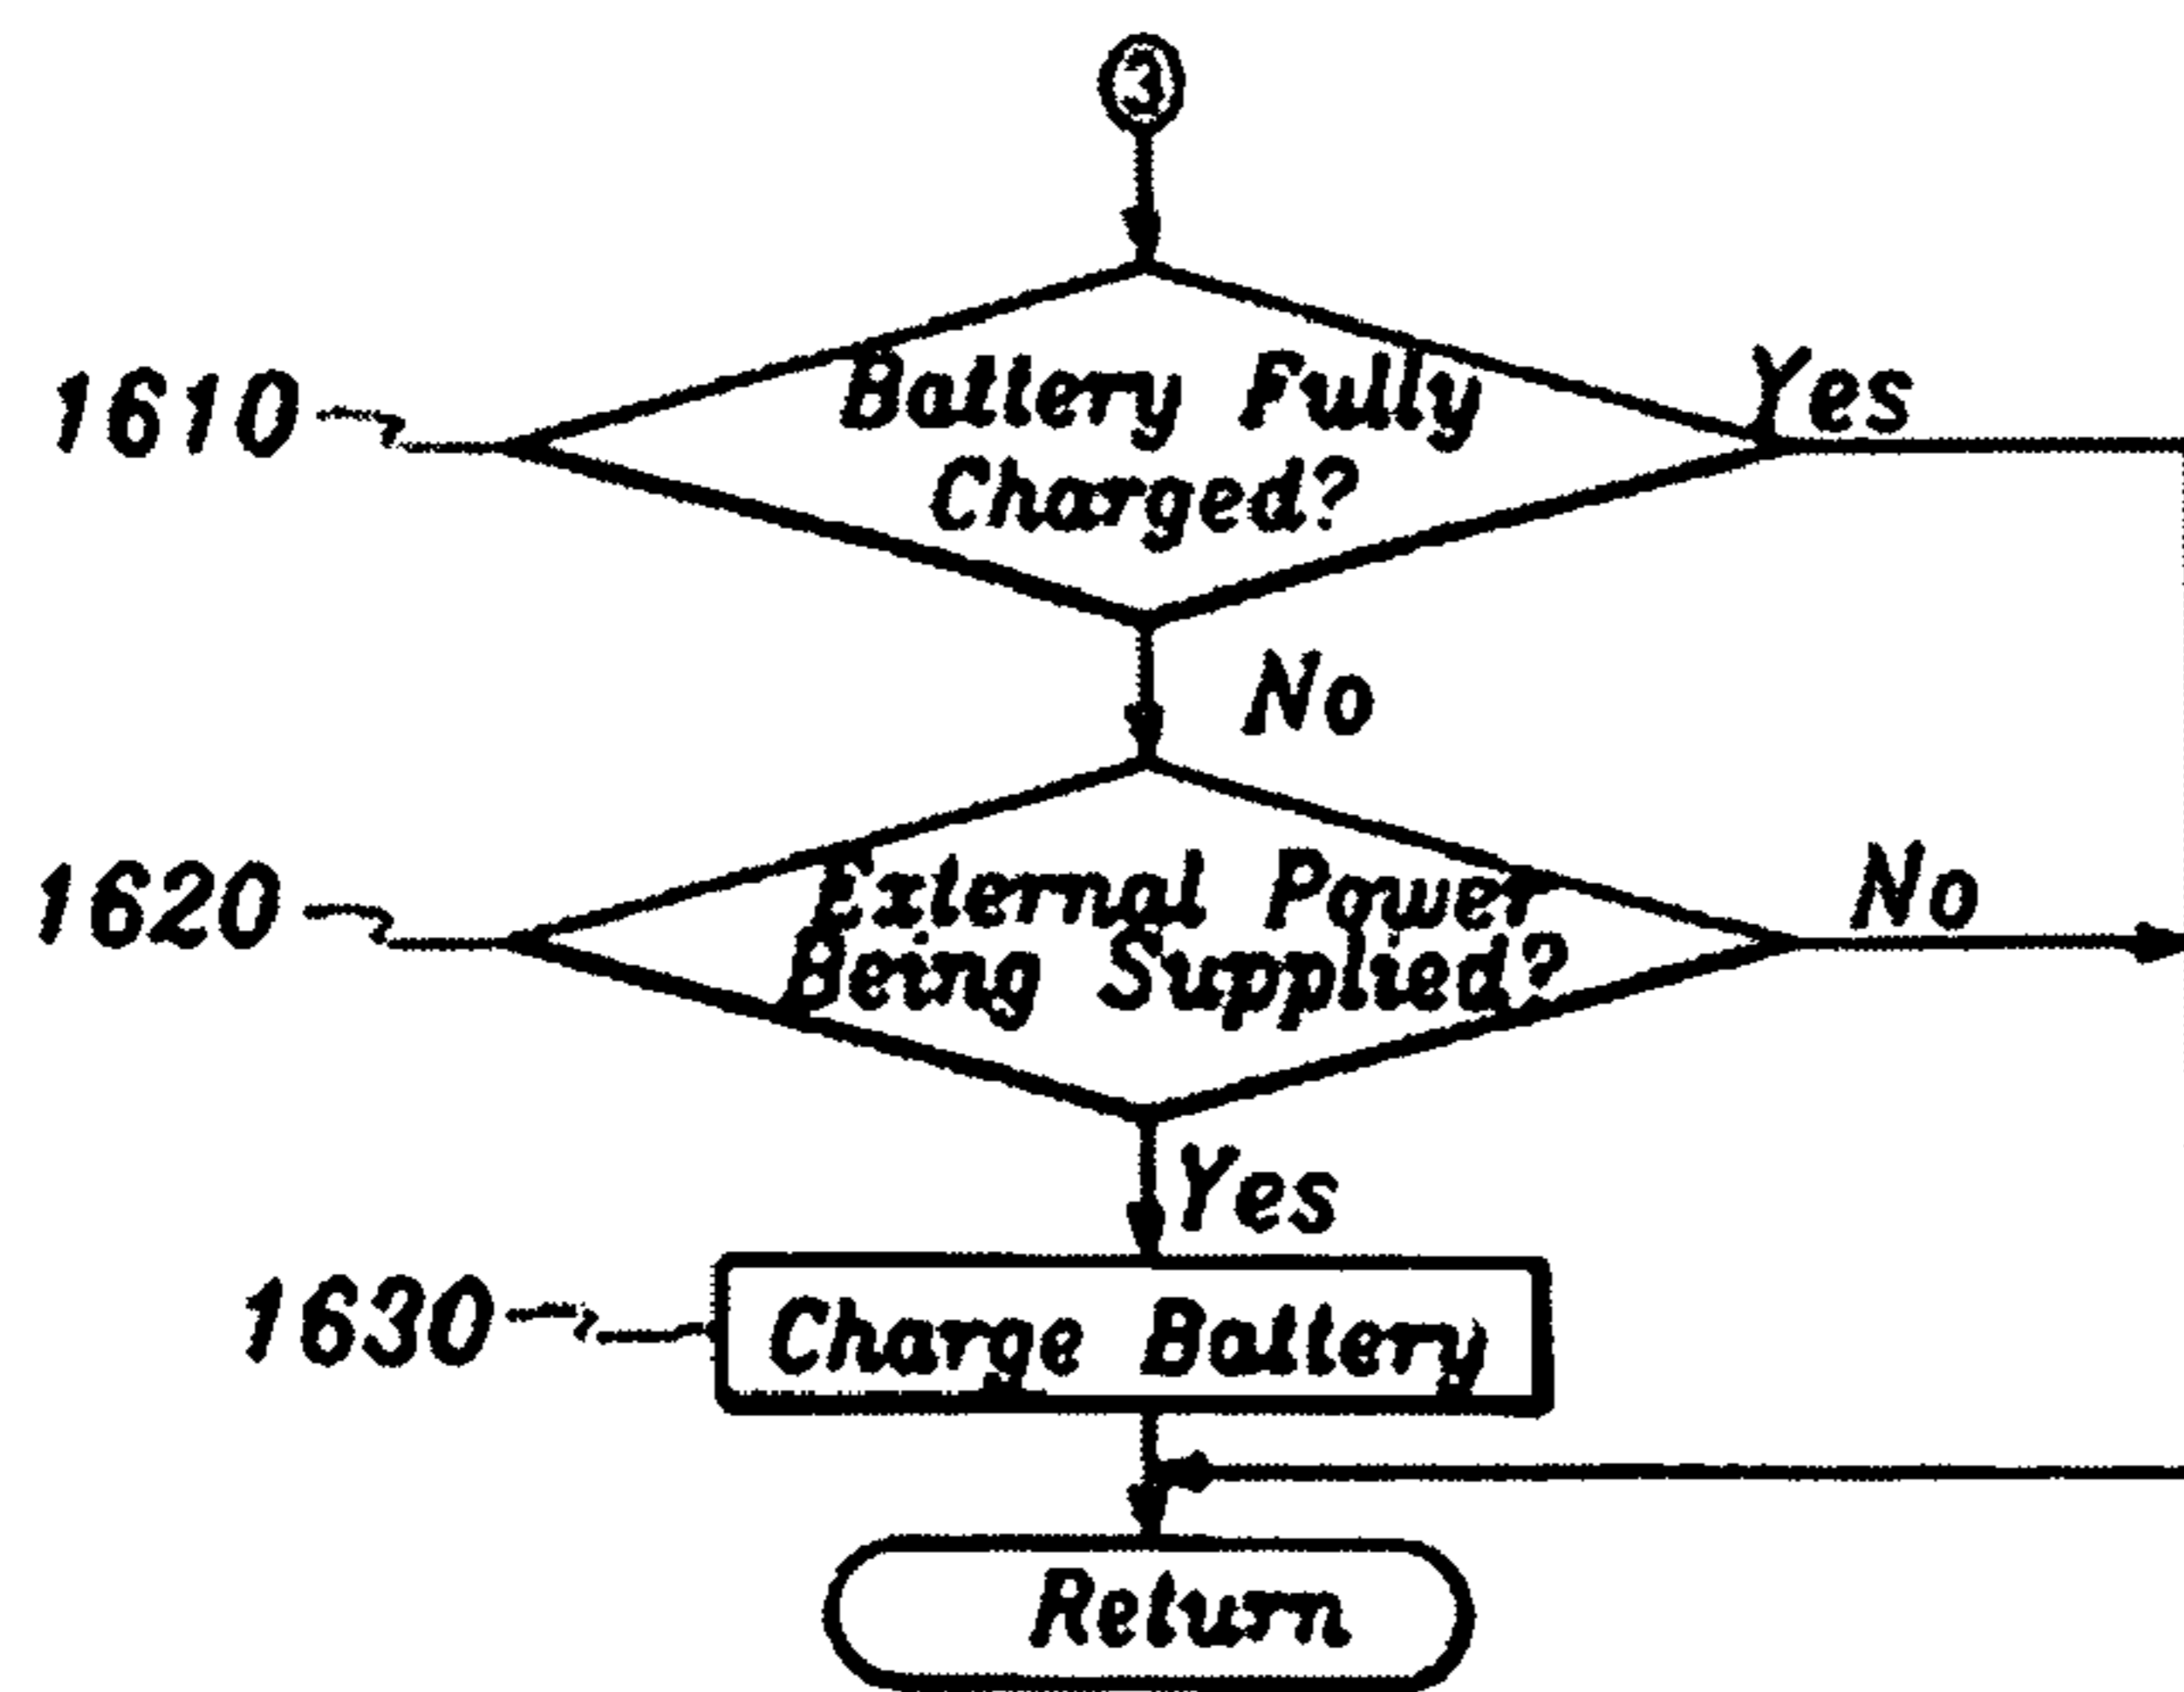 3
1610
Battery Fully
Charged?
Yes
No
1620
External Power
Being Supplied?
No
Yes
1630
Charge Battery
Return